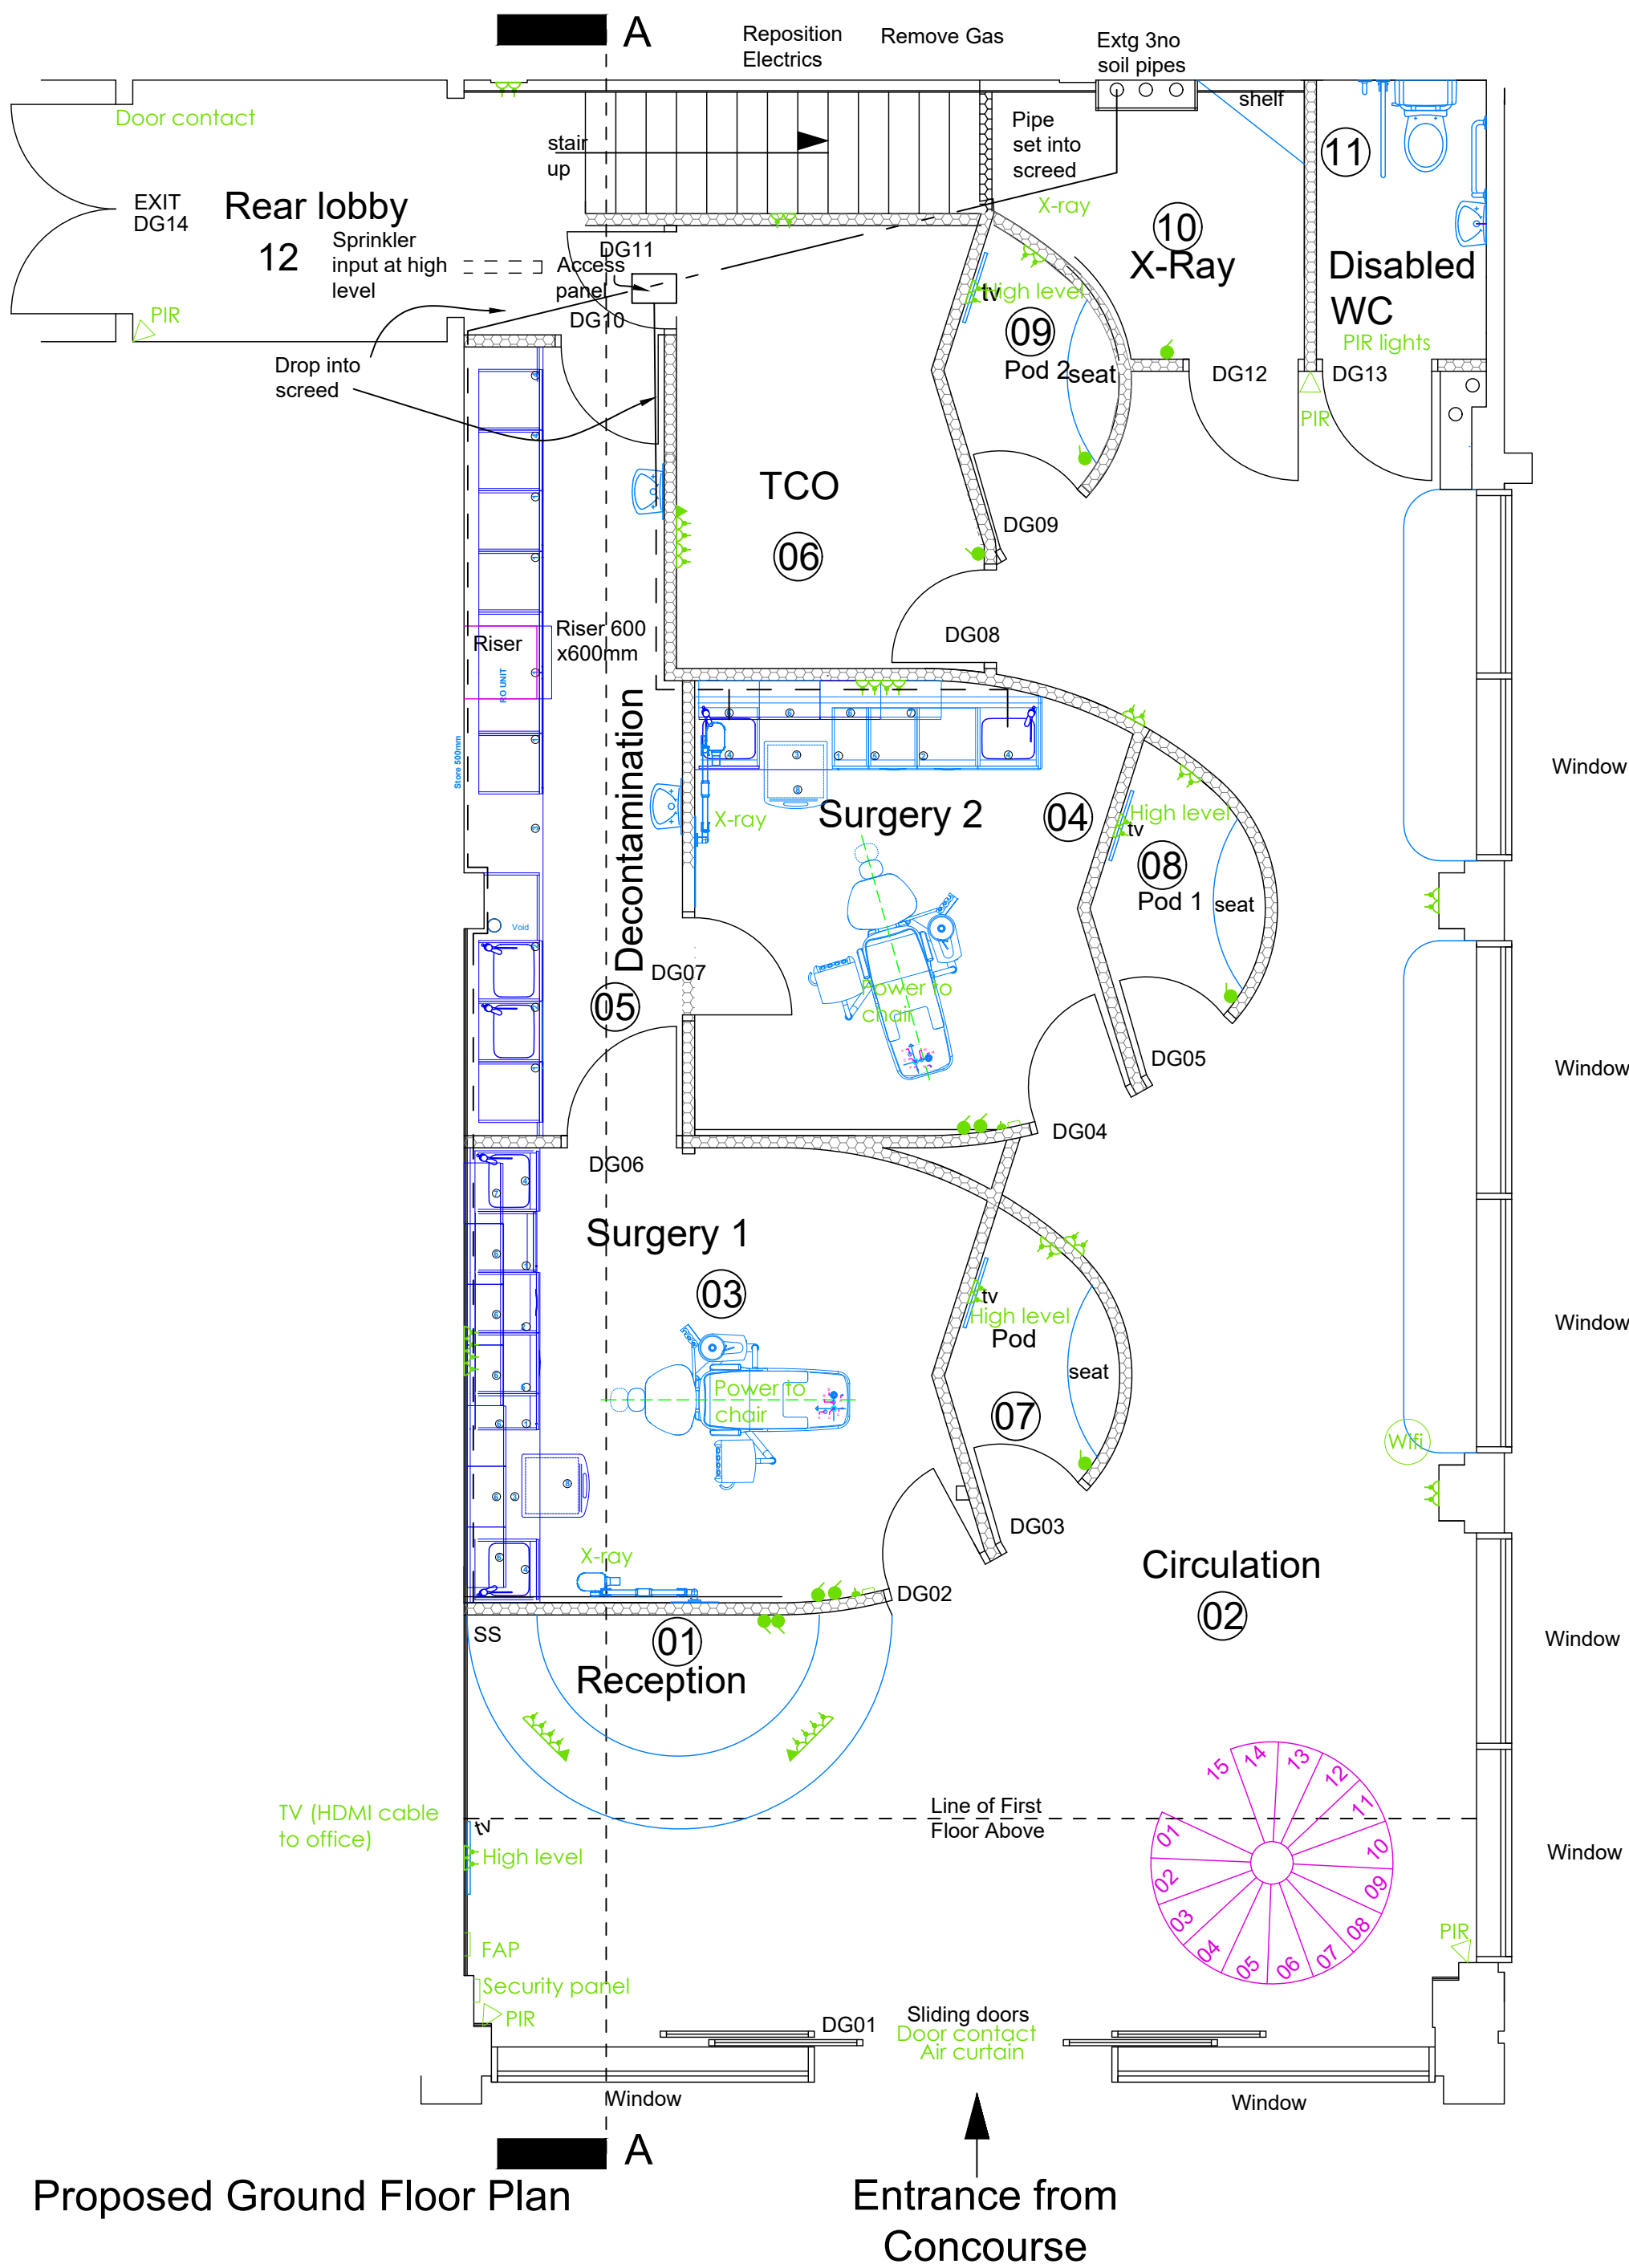 A
Reposition
Electrics
Remove Gas
Extg 3no
soil pipes
Door contact
shelf
stair
up
Pipe
set into
screed
11
EXIT
DG14
Rear lobby
12
X-ray
10
X-Ray
Sprinkler
input at high
level
DG11
Access
panel
Disabled
WC
tv
High level
PIR
DG10
09
Pod 2
seat
PIR lights
Drop into
screed
DG12
DG13
PIR
TCO
06
DG09
Riser
Riser 600
x600mm
DG08
R.O UNIT
Store 500mm
Decontamination
Window
Surgery 2
04
X-ray
High level
tv
08
Pod 1
seat
Void
DG07
05
Power to
chair
DG05
Window
DG04
DG06
Surgery 1
03
tv
High level
Pod
Window
seat
Power to
chair
07
Wifi
X-ray
DG03
DG02
Circulation
02
SS
01
Reception
Window
TV (HDMI cable
to office)
tv
High level
Line of First
Floor Above
15
14
13
12
11
10
09
08
07
06
05
04
03
02
01
Window
FAP
Security panel
PIR
PIR
DG01
Sliding doors
Door contact
Air curtain
Window
Window
A
Proposed Ground Floor Plan
Entrance from
Concourse